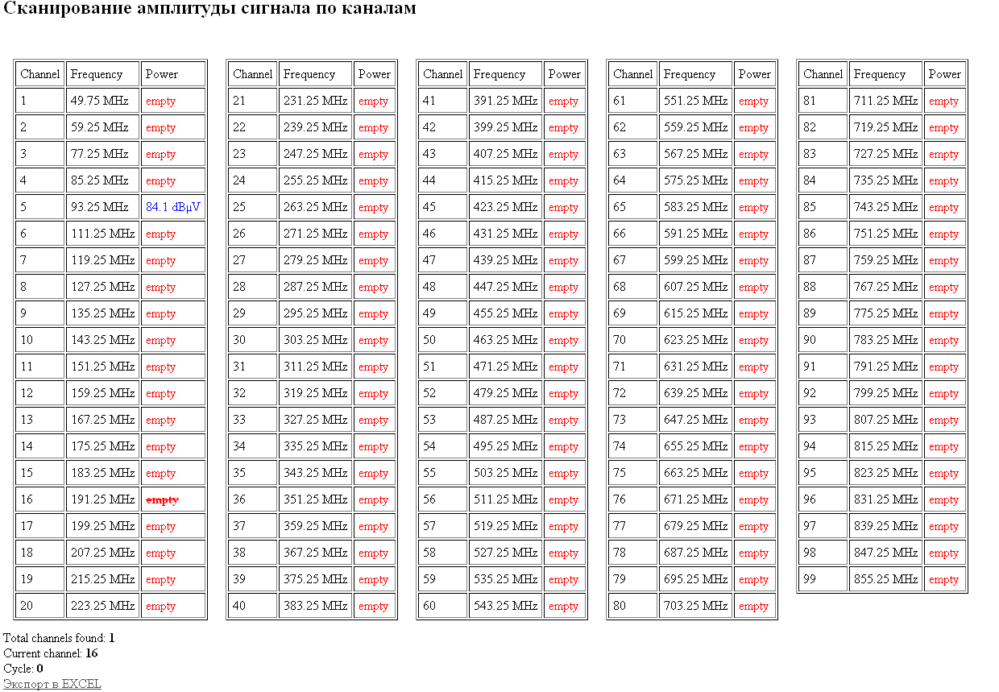 Сканирование амплитуды сигнала по каналам
Channel Frequency Power Channel Frequency Power Channel Frequency Power Channel Frequency Power Channel Frequency Power
1 49.75 MHz empty 21 231.25 MHz empty 41 391.25 MHz empty 61 551.25 MHz empty 81 711.25 MHz empty
2 59.25 MHz empty 22 239.25 MHz empty 42 399.25 MHz empty 62 559.25 MHz empty 82 719.25 MHz empty
3 77.25 MHz empty 23 247.25 MHz empty 43 407.25 MHz empty 63 567.25 MHz empty 83 727.25 MHz empty
4 85.25 MHz empty 24 255.25 MHz empty 44 415.25 MHz empty 64 575.25 MHz empty 84 735.25 MHz empty
5 93.25 MHz 84.1 dBµV 25 263.25 MHz empty 45 423.25 MHz empty 65 583.25 MHz empty 85 743.25 MHz empty
6 111.25 MHz empty 26 271.25 MHz empty 46 431.25 MHz empty 66 591.25 MHz empty 86 751.25 MHz empty
7 119.25 MHz empty 27 279.25 MHz empty 47 439.25 MHz empty 67 599.25 MHz empty 87 759.25 MHz empty
8 127.25 MHz empty 28 287.25 MHz empty 48 447.25 MHz empty 68 607.25 MHz empty 88 767.25 MHz empty
9 135.25 MHz empty 29 295.25 MHz empty 49 455.25 MHz empty 69 615.25 MHz empty 89 775.25 MHz empty
10 143.25 MHz empty 30 303.25 MHz empty 50 463.25 MHz empty 70 623.25 MHz empty 90 783.25 MHz empty
11 151.25 MHz empty 31 311.25 MHz empty 51 471.25 MHz empty 71 631.25 MHz empty 91 791.25 MHz empty
12 159.25 MHz empty 32 319.25 MHz empty 52 479.25 MHz empty 72 639.25 MHz empty 92 799.25 MHz empty
13 167.25 MHz empty 33 327.25 MHz empty 53 487.25 MHz empty 73 647.25 MHz empty 93 807.25 MHz empty
14 175.25 MHz empty 34 335.25 MHz empty 54 495.25 MHz empty 74 655.25 MHz empty 94 815.25 MHz empty
15 183.25 MHz empty 35 343.25 MHz empty 55 503.25 MHz empty 75 663.25 MHz empty 95 823.25 MHz empty
16 191.25 MHz empty 36 351.25 MHz empty 56 511.25 MHz empty 76 671.25 MHz empty 96 831.25 MHz empty
17 199.25 MHz empty 37 359.25 MHz empty 57 519.25 MHz empty 77 679.25 MHz empty 97 839.25 MHz empty
18 207.25 MHz empty 38 367.25 MHz empty 58 527.25 MHz empty 78 687.25 MHz empty 98 847.25 MHz empty
19 215.25 MHz empty 39 375.25 MHz empty 59 535.25 MHz empty 79 695.25 MHz empty 99 855.25 MHz empty
20 223.25 MHz empty 40 383.25 MHz empty 60 543.25 MHz empty 80 703.25 MHz empty
Total channels found: 1
Current channel: 16
Cycle: 0
Экспорт в EXCEL